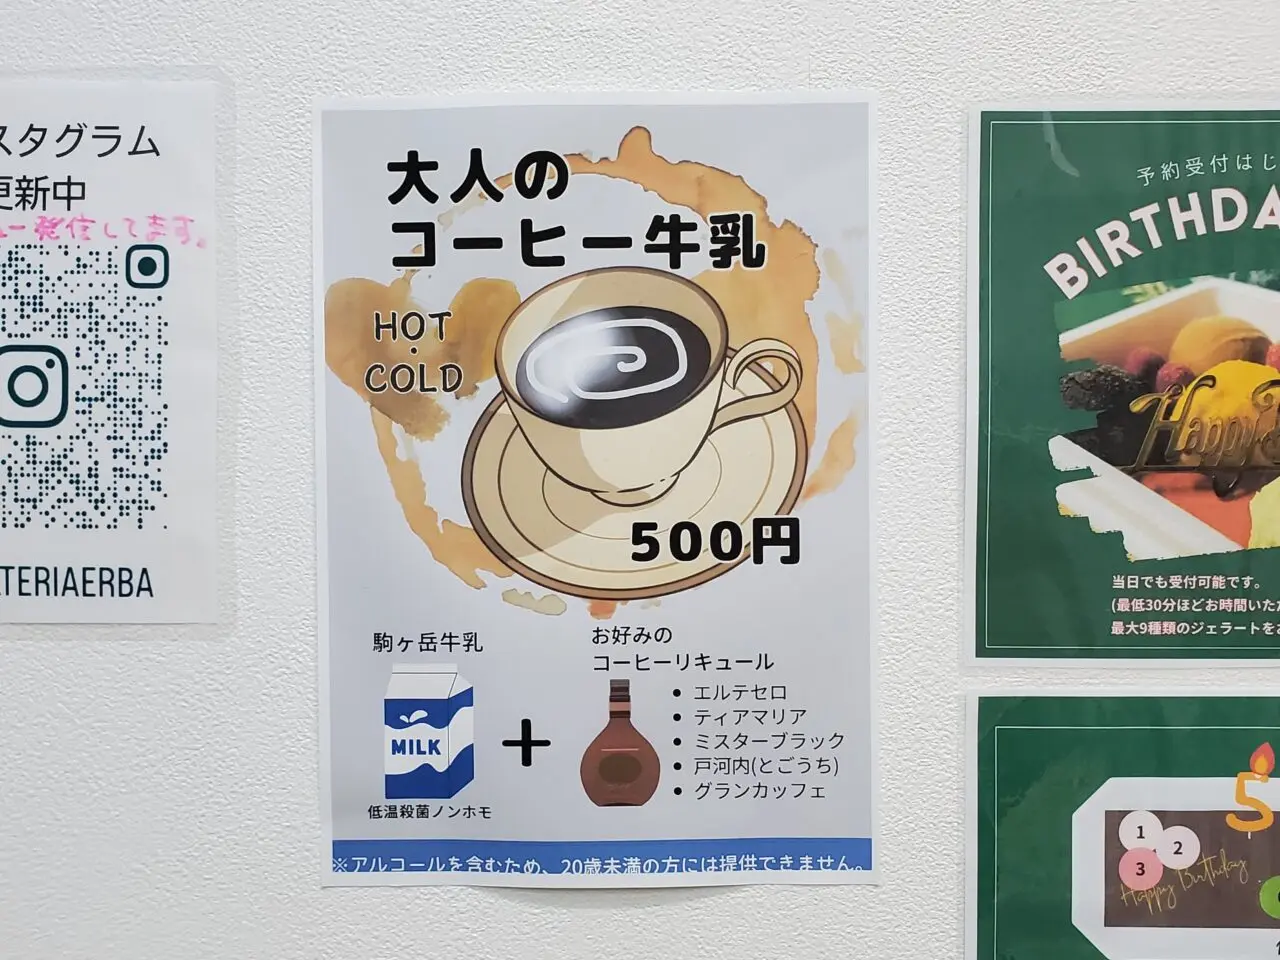 スタグラム
更新中
発信してます。
TERIAERBA
大人の
コーヒー牛乳
HOT
・
COLD
500円
駒ヶ岳牛乳
MILK
低温殺菌ノンホモ
+
お好みの
コーヒーリキュール
• エルテセロ
• ティアマリア
• ミスターブラック
• 戸河内(とごうち)
• グランカッフェ
※アルコールを含むため、20歳未満の方には提供できません。
予約受付はじ
BIRTHDA
Happy
当日でも受付可能です。
(最低30分ほどお時間いただ
最大9種類のジェラートをお
5
1
2
3
Happy Birthday